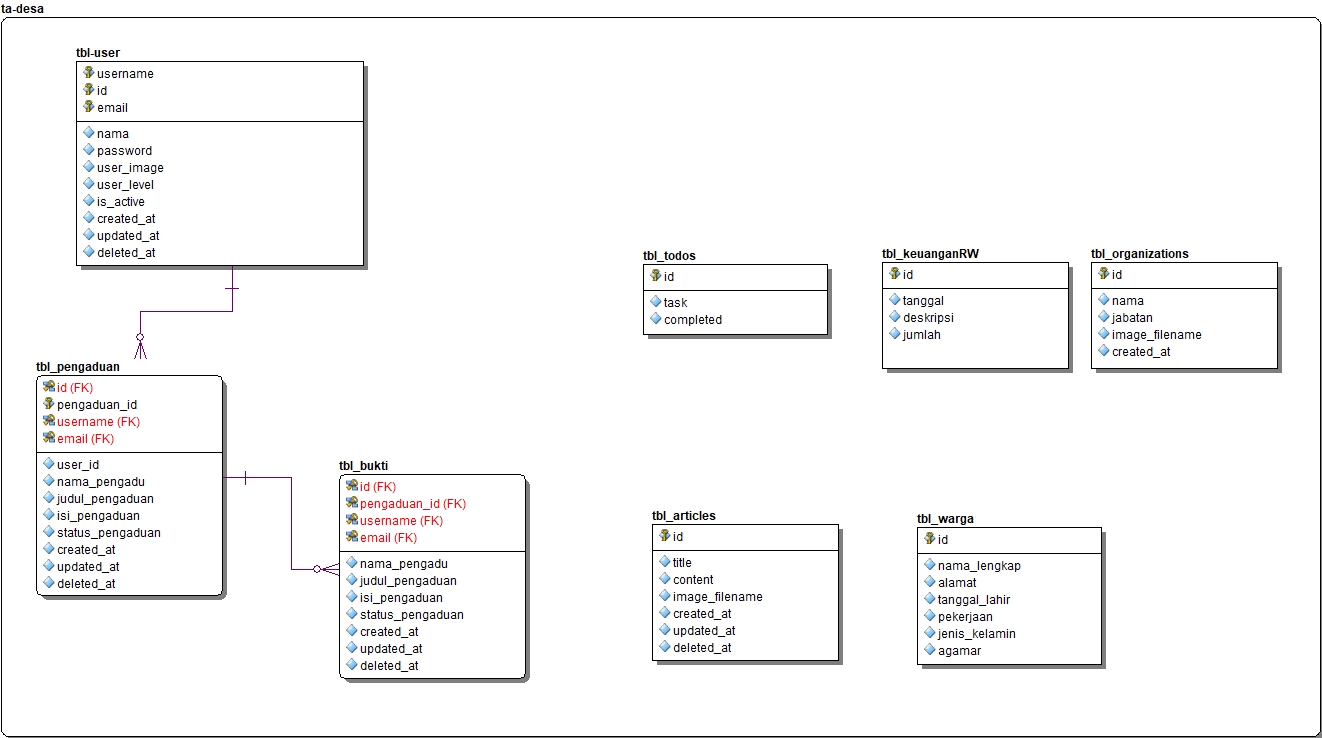 ta-desa
tbl-user
username
id
email
nama
password
user_image
user_level
is_active
created_at
updated_at
deleted_at
tbl_pengaduan
id (FK)
pengaduan_id
username (FK)
email (FK)
user_id
nama_pengadu
judul_pengaduan
isi_pengaduan
status_pengaduan
created_at
updated_at
deleted_at
tbl_bukti
id (FK)
pengaduan_id (FK)
username (FK)
email (FK)
nama_pengadu
judul_pengaduan
isi_pengaduan
status_pengaduan
created_at
updated_at
deleted_at
tbl_todos
id
task
completed
tbl_keuanganRW
id
tanggal
deskripsi
jumlah
tbl_organizations
id
nama
jabatan
image_filename
created_at
tbl_articles
id
title
content
image_filename
created_at
updated_at
deleted_at
tbl_warga
id
nama_lengkap
alamat
tanggal_lahir
pekerjaan
jenis_kelamin
agamar